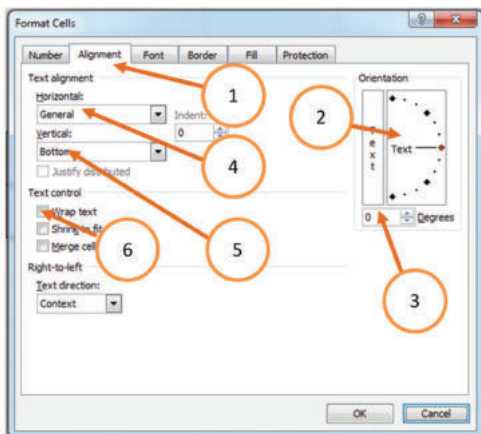 Format Cells
Number Alignment Font Border Fill Protection
Text alignment
Horizontal:
General
Indent:
0
Vertical:
Bottom
Justify distributed
Text control
Wrap text
Shrink to fit
Merge cell
Right-to-left
Text direction:
Context
Orientation
Text
Text
0 Degrees
1
2
3
4
5
6
OK Cancel